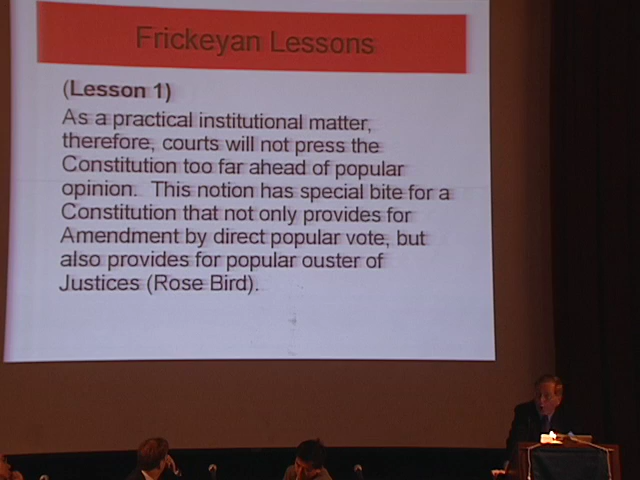 Frickeyan Lessons
(Lesson 1)
As a practical institutional matter,
therefore, courts will not press the
Constitution too far ahead of popular
opinion. This notion has special bite for a
Constitution that not only provides for
Amendment by direct popular vote, but
also provides for popular ouster of
Justices (Rose Bird).